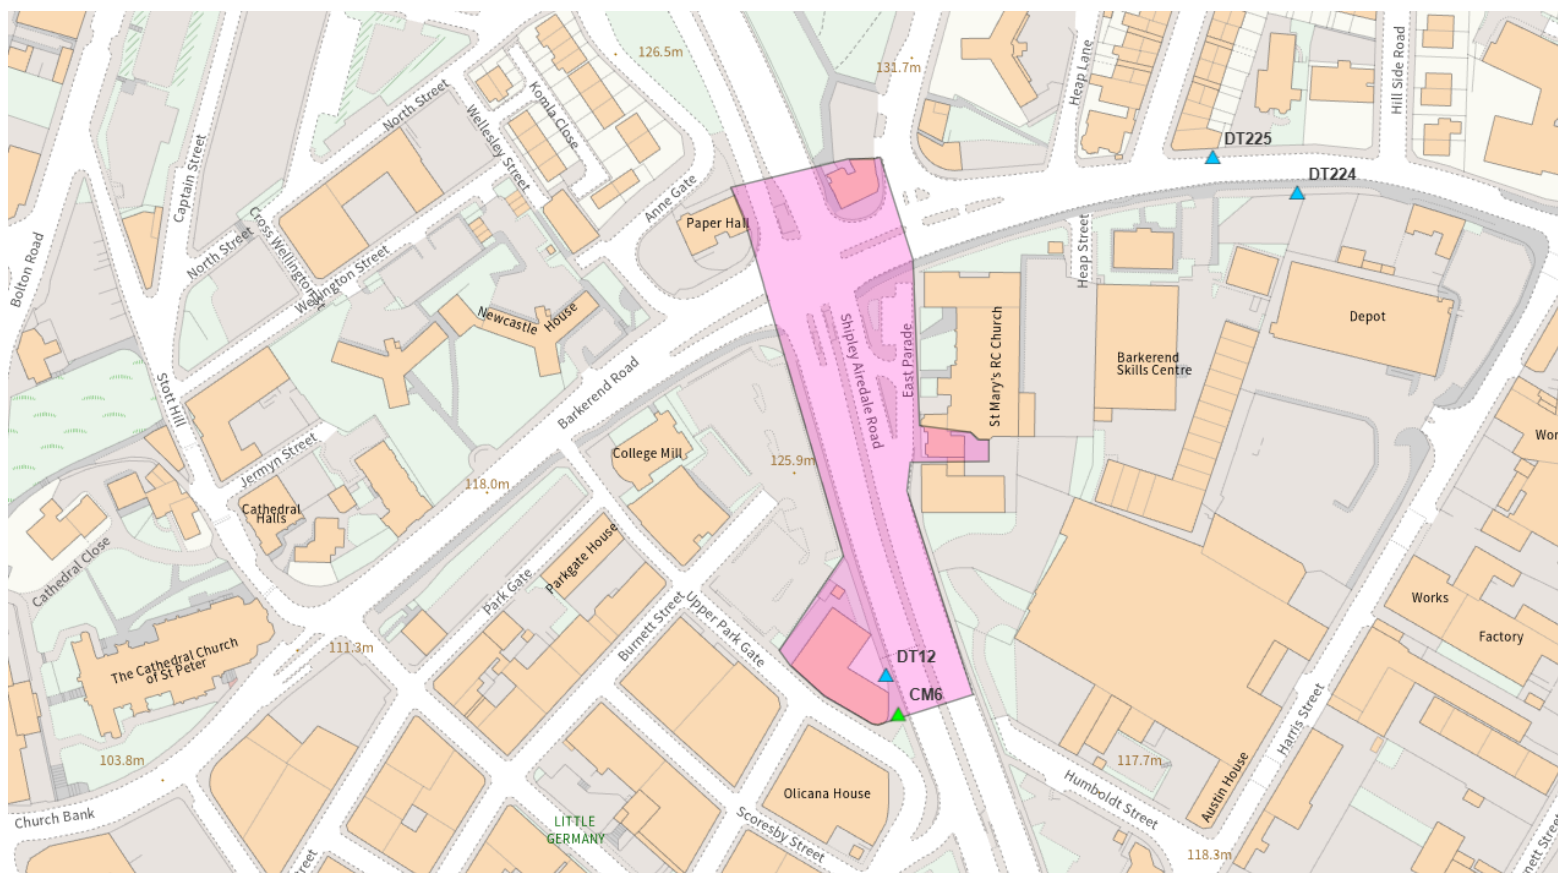 126.5m
131.7m
Heap Lane
Hill Side Road
North Street
Komla Close
Wellesley Street
DT225
DT224
Captain Street
Anne Gate
Paper Hall
Bolton Road
North Street
Cross Wellington
Wellington Street
Heap Street
Newcastle House
Shipley Airedale Road
East Parade
St Mary's RC Church
Depot
Barkerend
Skills Centre
Stott Hill
Barkerend Road
Jermyn Street
College Mill
125.9m
118.0m
Cathedral
Halls
Cathedral Close
Park Gate
Parkgate House
Burnett Street
Upper Park Gate
Works
Factory
The Cathedral Church
of St Peter
111.3m
DT12
CM6
103.8m
Harris Street
117.7m
Humboldt Street
Austin House
Olicana House
Church Bank
LITTLE
GERMANY
Scoresby Street
118.3m